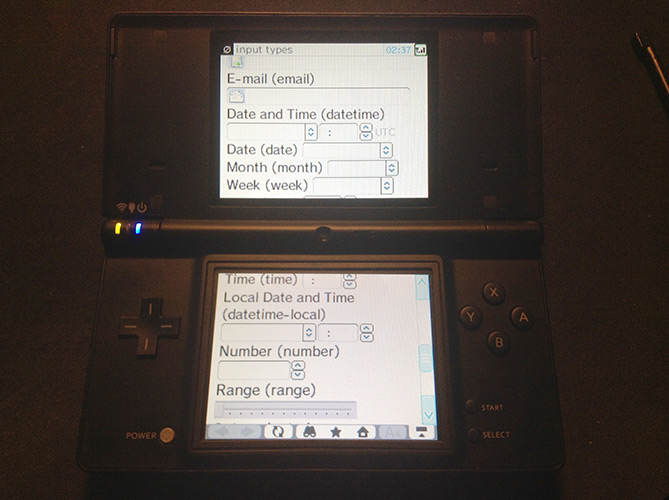 input types 02:37
E-mail (email)
Date and Time (datetime)
: UTC
Date (date)
Month (month)
Week (week)
Time (time) :
Local Date and Time
(datetime-local)
:
Number (number)
Range (range)
X
Y A
B
START
POWER SELECT